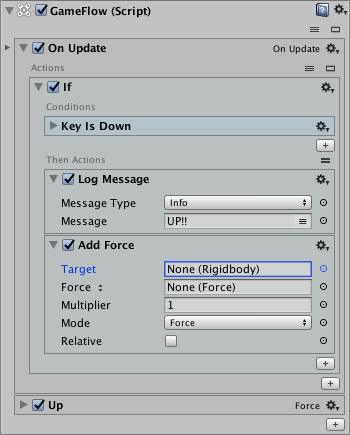 GameFlow (Script)
On Update On Update
Actions
If
Conditions
Key Is Down
Then Actions
Log Message
Message Type Info
Message UP!!
Add Force
Target None (Rigidbody)
Force None (Force)
Multiplier 1
Mode Force
Relative
Up Force